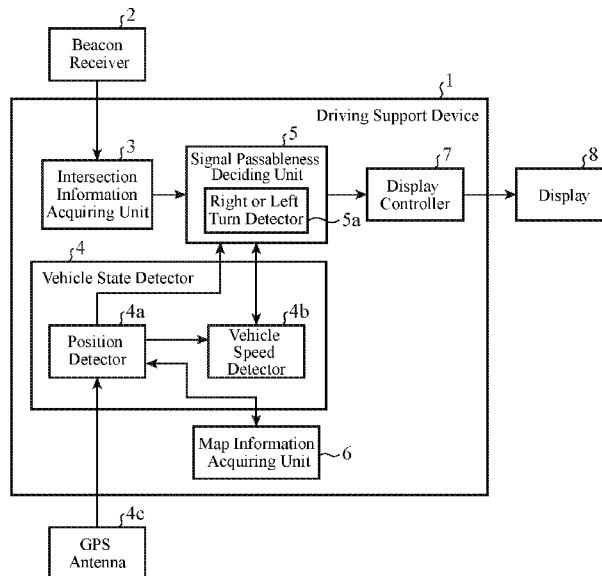 2
Beacon
Receiver
1
Driving Support Device
3
Intersection
Information
Acquiring Unit
5
Signal Passableness
Deciding Unit
Right or Left
Turn Detector
5a
7
Display
Controller
8
Display
4
Vehicle State Detector
4a
Position
Detector
4b
Vehicle
Speed
Detector
Map Information
Acquiring Unit
6
4c
GPS
Antenna